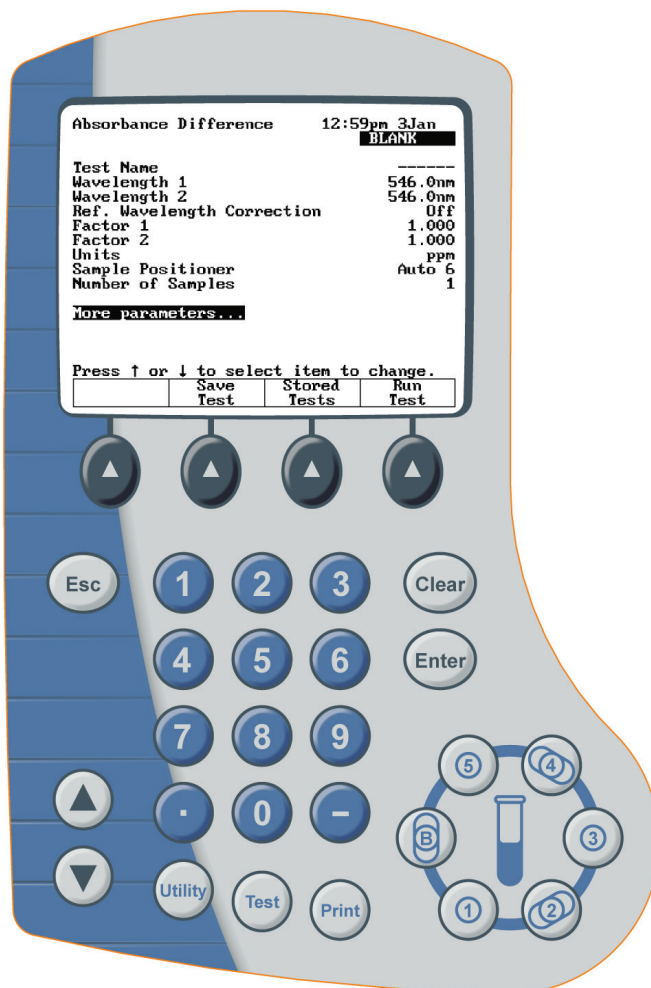 Absorbance Difference 12:59pm 3Jan
BLANK
Test Name ------
Wavelength 1 546.0nm
Wavelength 2 546.0nm
Ref. Wavelength Correction Off
Factor 1 1.000
Factor 2 1.000
Units ppm
Sample Positioner Auto 6
Number of Samples 1
More parameters...
Press ↑ or ↓ to select item to change.
Save Test Stored Tests Run Test
Esc 1 2 3 Clear
4 5 6 Enter
7 8 9
. 0 -
Utility Test Print
5 4
B 3
1 2